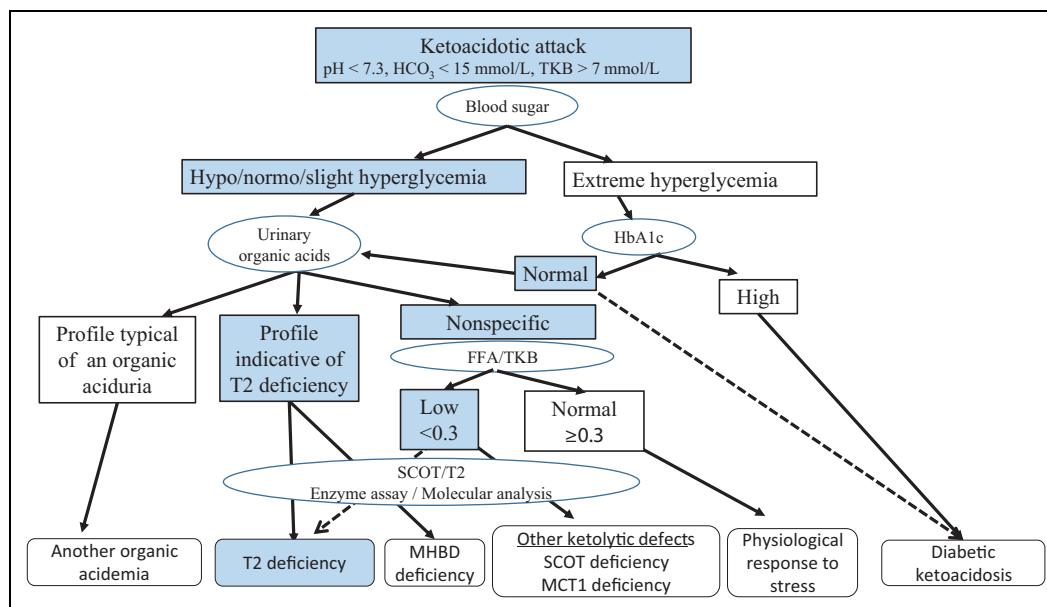 Ketoacidotic attack
pH < 7.3, HCO₃ < 15 mmol/L, TKB > 7 mmol/L
Blood sugar
Hypo/normo/slight hyperglycemia
Extreme hyperglycemia
Urinary
organic acids
HbA1c
Normal
High
Profile typical
of an organic
aciduria
Profile
indicative of
T2 deficiency
Nonspecific
FFA/TKB
Low
<0.3
Normal
≥0.3
SCOT/T2
Enzyme assay / Molecular analysis
Another organic
acidemia
T2 deficiency
MHBD
deficiency
Other ketolytic defects
SCOT deficiency
MCT1 deficiency
Physiological
response to
stress
Diabetic
ketoacidosis